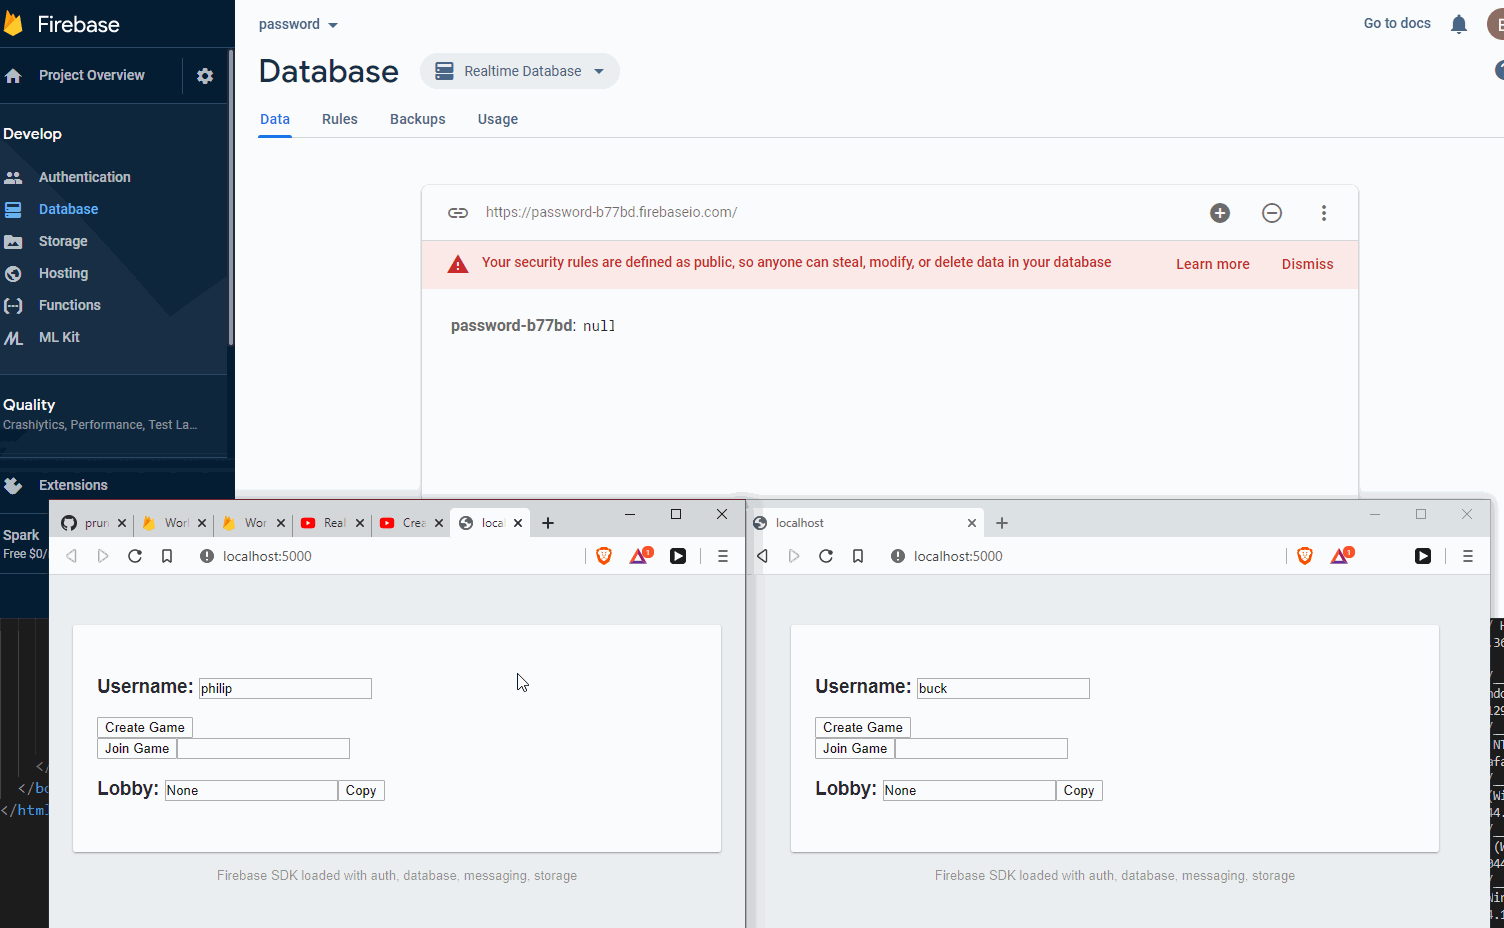 Firebase
password
Go to docs
Project Overview
Database
Realtime Database
Data
Rules
Backups
Usage
Develop
Authentication
Database
Storage
Hosting
Functions
ML Kit
https://password-b77bd.firebaseio.com/
Your security rules are defined as public, so anyone can steal, modify, or delete data in your database
Learn more
Dismiss
password-b77bd: null
Quality
Crashlytics, Performance, Test La...
Extensions
Spark
Free $0/
prur
Worl
Wor
Real
Crea
local
localhost
localhost:5000
localhost:5000
Username: philip
Create Game
Join Game
Lobby: None
Copy
Firebase SDK loaded with auth, database, messaging, storage
Username: buck
Create Game
Join Game
Lobby: None
Copy
Firebase SDK loaded with auth, database, messaging, storage
</
</bo
</html